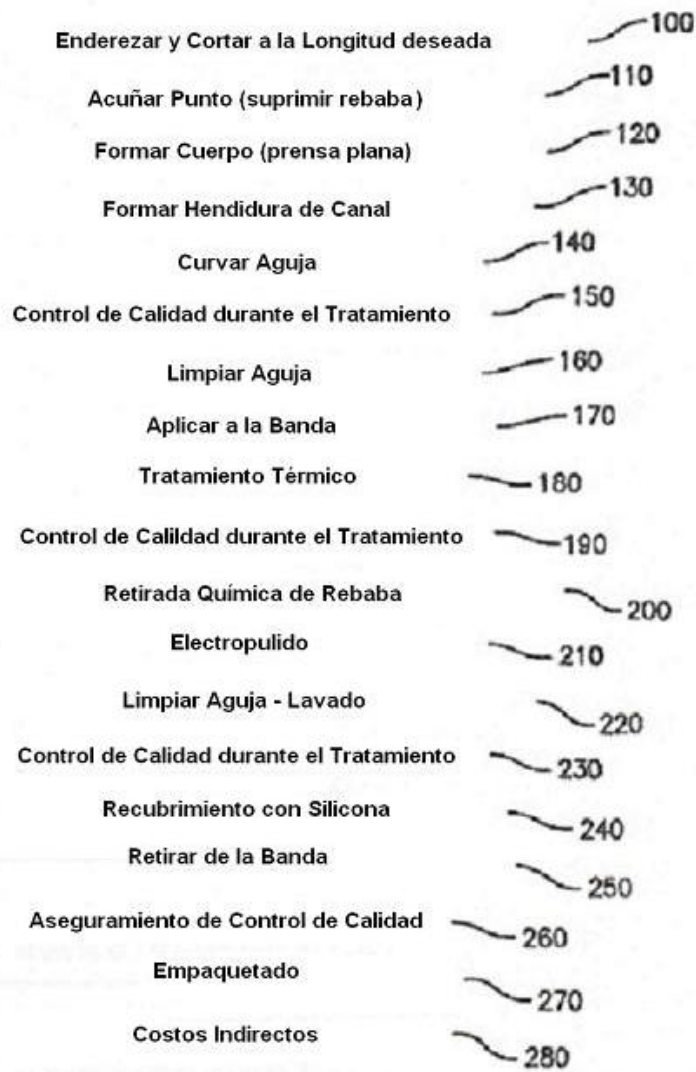 Enderezar y Cortar a la Longitud deseada 100
Acuñar Punto (suprimir rebaba) 110
Formar Cuerpo (prensa plana) 120
Formar Hendidura de Canal 130
Curvar Aguja 140
Control de Calidad durante el Tratamiento 150
Limpiar Aguja 160
Aplicar a la Banda 170
Tratamiento Térmico 180
Control de Calildad durante el Tratamiento 190
Retirada Química de Rebaba 200
Electropulido 210
Limpiar Aguja - Lavado 220
Control de Calidad durante el Tratamiento 230
Recubrimiento con Silicona 240
Retirar de la Banda 250
Aseguramiento de Control de Calidad 260
Empaquetado 270
Costos Indirectos 280